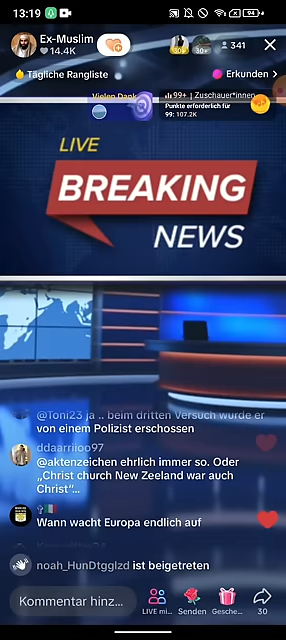 13:19
Ex-Muslim
14.4K
341
Tägliche Rangliste
Erkunden >
Vielen Dank
99+ | Zuschauer*innen
Punkte erforderlich für
99: 107.2K
LIVE
BREAKING
NEWS
@Toni23 ja .. beim dritten Versuch wurde er
von einem Polizist erschossen
ddaarriioo97
@aktenzeichen ehrlich immer so. Oder
„Christ church New Zeeland war auch
Christ“...
Wann wacht Europa endlich auf
noah_HunDtgglzd ist beigetreten
Kommentar hinz...
LIVE mi...
Senden
Gesche...
30